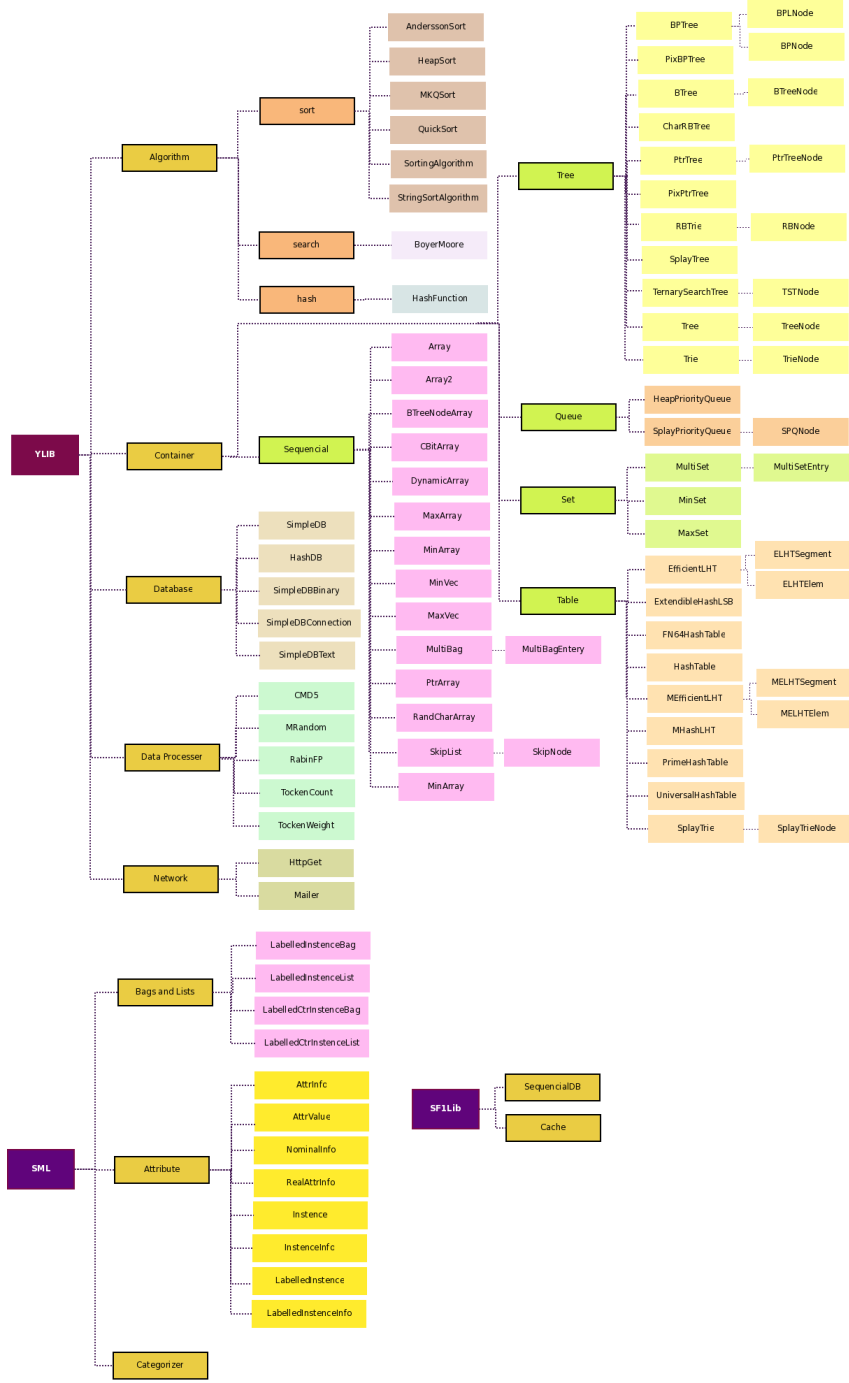 YLIB
Algorithm
sort
AnderssonSort
HeapSort
MKQSort
QuickSort
SortingAlgorithm
StringSortAlgorithm
search
BoyerMoore
hash
HashFunction
Container
Sequencial
Array
Array2
BTreeNodeArray
CBitArray
DynamicArray
MaxArray
MinArray
MinVec
MaxVec
MultiBag
MultiBagEntery
PtrArray
RandCharArray
SkipList
SkipNode
MinArray
Tree
BPTree
BPLNode
BPNode
PixBPTree
BTree
BTreeNode
CharRBTree
PtrTree
PtrTreeNode
PixPtrTree
RBTrie
RBNode
SplayTree
TernarySearchTree
TSTNode
Tree
TreeNode
Trie
TrieNode
Queue
HeapPriorityQueue
SplayPriorityQueue
SPQNode
Set
MultiSet
MultiSetEntry
MinSet
MaxSet
Table
EfficientLHT
ELHTSegment
ELHTElem
ExtendibleHashLSB
FN64HashTable
HashTable
MEfficientLHT
MELHTSegment
MELHTElem
MHashLHT
PrimeHashTable
UniversalHashTable
SplayTrie
SplayTrieNode
Database
SimpleDB
HashDB
SimpleDBBinary
SimpleDBConnection
SimpleDBText
Data Processer
CMD5
MRandom
RabinFP
TockenCount
TockenWeight
Network
HttpGet
Mailer
SML
Bags and Lists
LabelledInstenceBag
LabelledInstenceList
LabelledCtrInstenceBag
LabelledCtrInstenceList
Attribute
AttrInfo
AttrValue
NominalInfo
RealAttrInfo
Instence
InstenceInfo
LabelledInstence
LabelledInstenceInfo
Categorizer
SF1Lib
SequencialDB
Cache